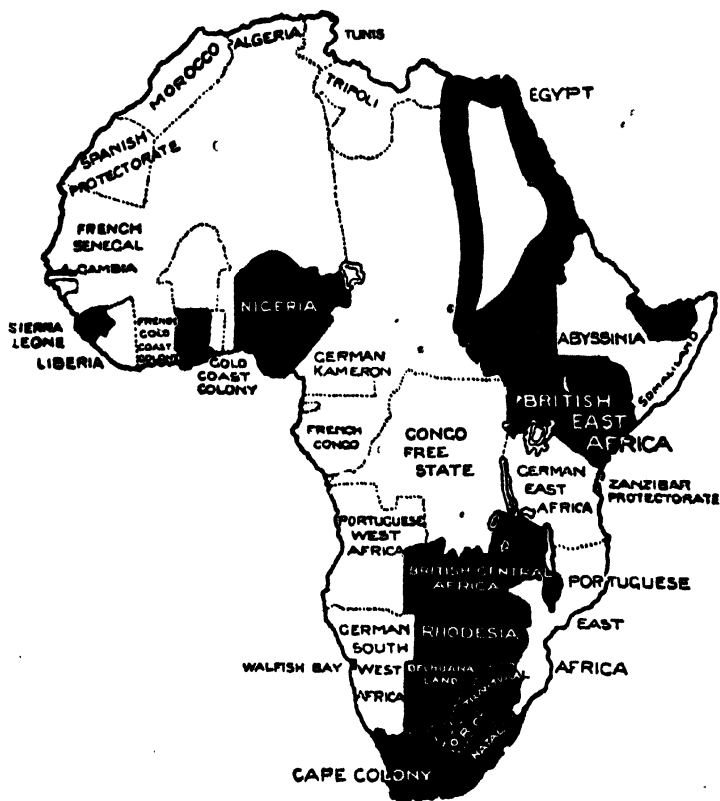 ALGERIA
TUNIS
MOROCCO
TRIPOLI
EGYPT
SPANISH
PROTECTORATE
FRENCH
SENEGAL
GAMBIA
NIGERIA
SIERRA
LEONE
LIBERIA
FRENCH
GOLD
COAST
GOLD
COAST
COLONY
GERMAN
KAMERON
ABYSSINIA
SOMALILAND
BRITISH
EAST
AFRICA
FRENCH
CONGO
CONGO
FREE
STATE
GERMAN
EAST
AFRICA
ZANZIBAR
PROTECTORATE
PORTUGUESE
WEST
AFRICA
BRITISH CENTRAL
AFRICA
PORTUGUESE
EAST
AFRICA
GERMAN
SOUTH
WEST
AFRICA
RHODESIA
WALFISH BAY
LAND
NATAL
CAPE COLONY